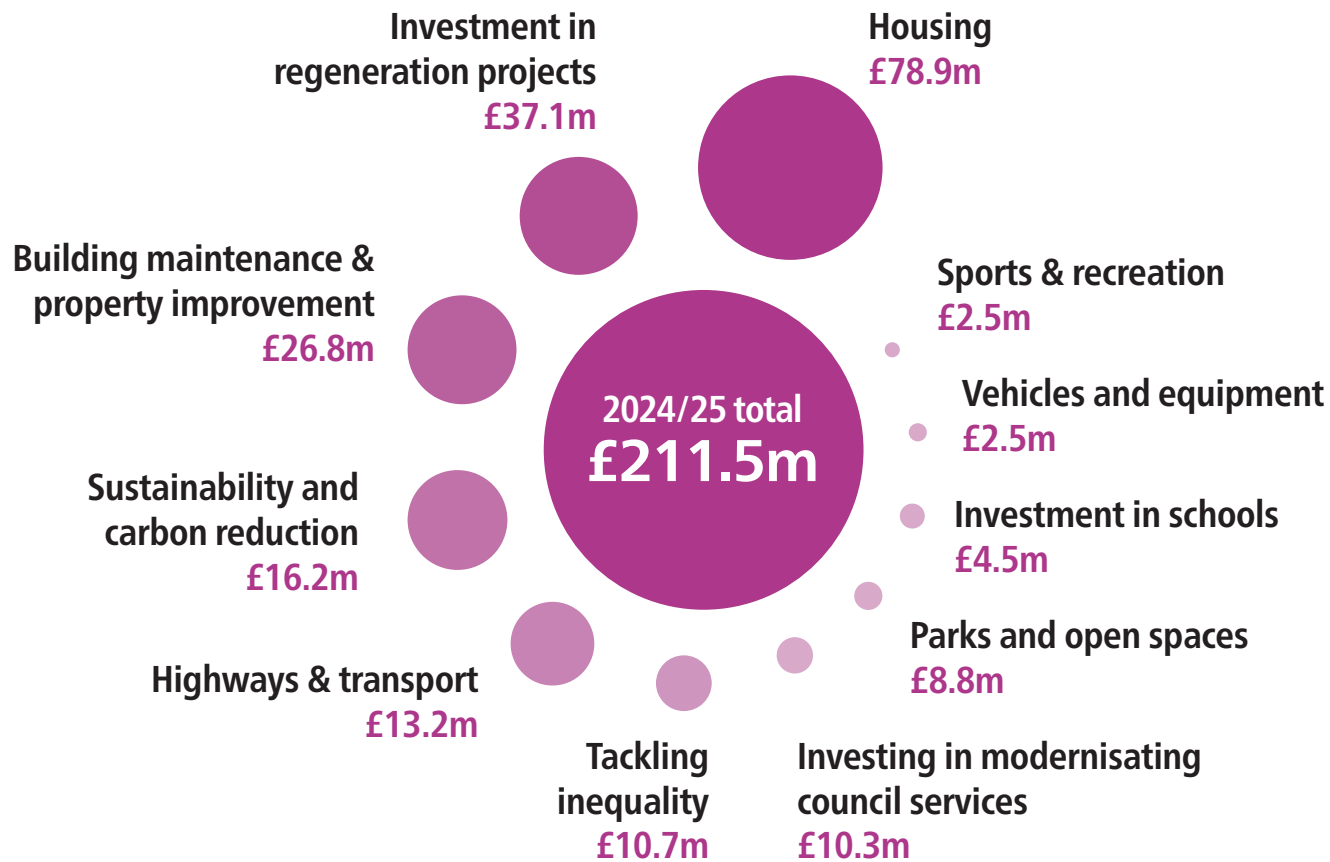 Investment in
regeneration projects
£37.1m
Housing
£78.9m
Building maintenance &
property improvement
£26.8m
Sports & recreation
£2.5m
Vehicles and equipment
£2.5m
2024/25 total
£211.5m
Sustainability and
carbon reduction
£16.2m
Investment in schools
£4.5m
Parks and open spaces
£8.8m
Highways & transport
£13.2m
Tackling
inequality
£10.7m
Investing in modernisating
council services
£10.3m